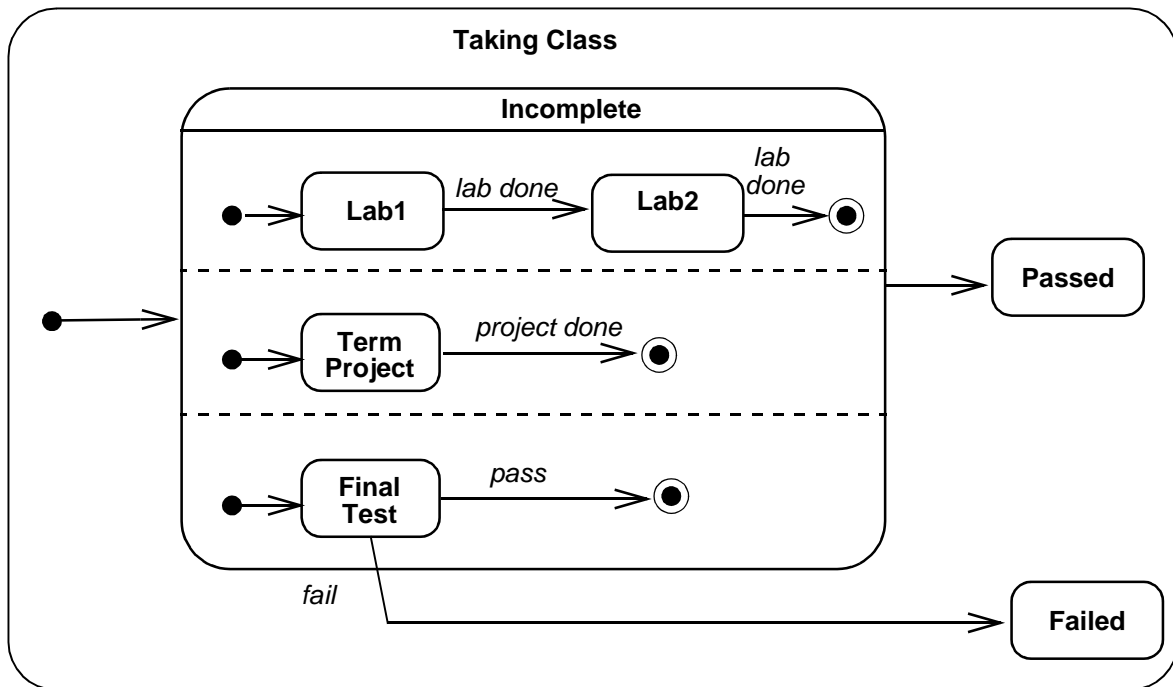 Taking Class
Incomplete
Lab1
lab done
Lab2
lab
done
Passed
Term
Project
project done
Final
Test
pass
fail
Failed